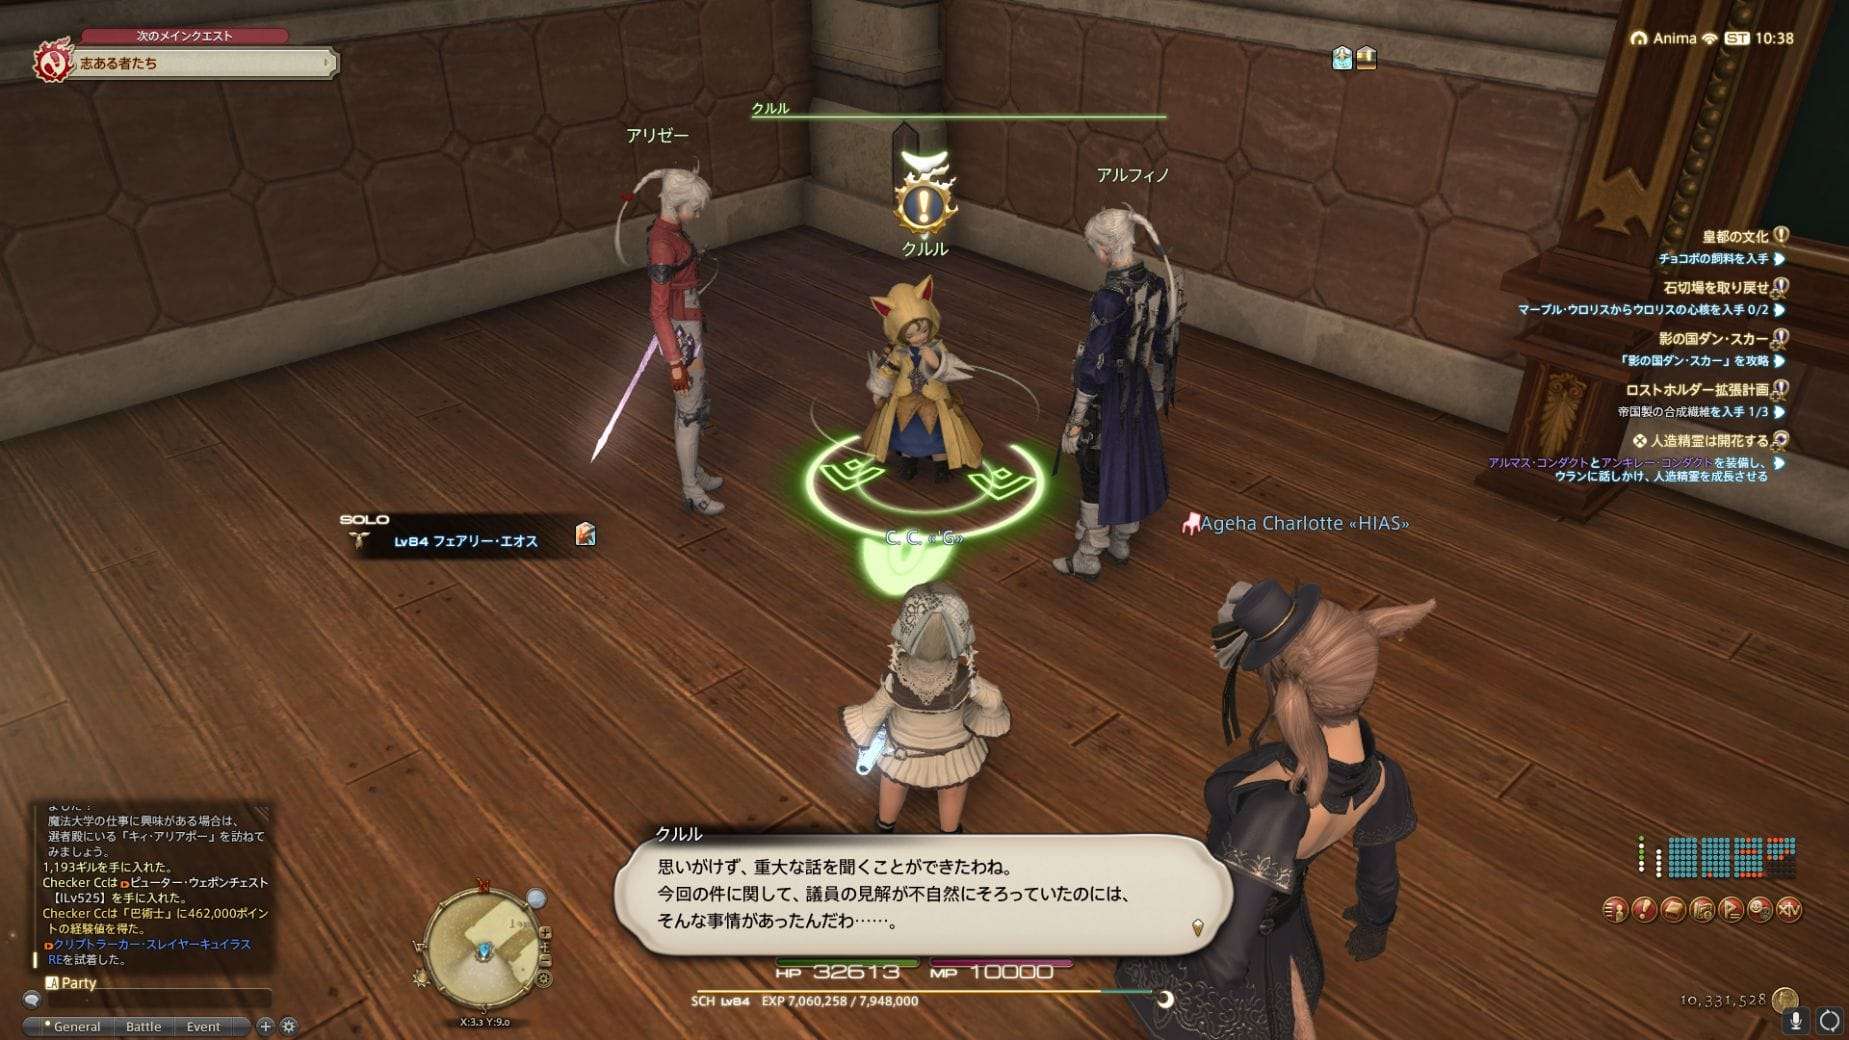 次のメインクエスト
志ある者たち
Anima ST 10:38
クルル
アリゼー
アルフィノ
クルル
皇都の文化
チョコボの飼料を入手
石切場を取り戻せ
マーブル・ウロリスからウロリスの心核を入手 0/2
影の国ダン・スカー
「影の国ダン・スカー」を攻略
ロストホルダー拡張計画
帝国製の合成繊維を入手 1/3
人造精霊は開花する
アルマス・コンダクトとアンキレー・コンダクトを装備し、
ウランに話しかけ、人造精霊を成長させる
SOLO
Lv84 フェアリー・エオス
C. C. «'G»
Ageha Charlotte «HIAS»
ました！
魔法大学の仕事に興味がある場合は、
選者殿にいる「キィ・アリアポー」を訪ねて
みましょう。
1,193ギルを手に入れた。
Checker Ccは ピューター・ウェポンチェスト
【ILv525】を手に入れた。
Checker Ccは「巴術士」に462,000ポイン
トの経験値を得た。
クリプトラーカー・スレイヤーキュイラス
REを試着した。
A Party
General Battle Event
X:3.3 Y:9.0
クルル
思いがけず、重大な話を聞くことができたわね。
今回の件に関して、議員の見解が不自然にそろっていたのには、
そんな事情があったんだわ……。
HP 32613 MP 10000
SCH Lv84 EXP 7,060,258 / 7,948,000
XIV
10,331,528